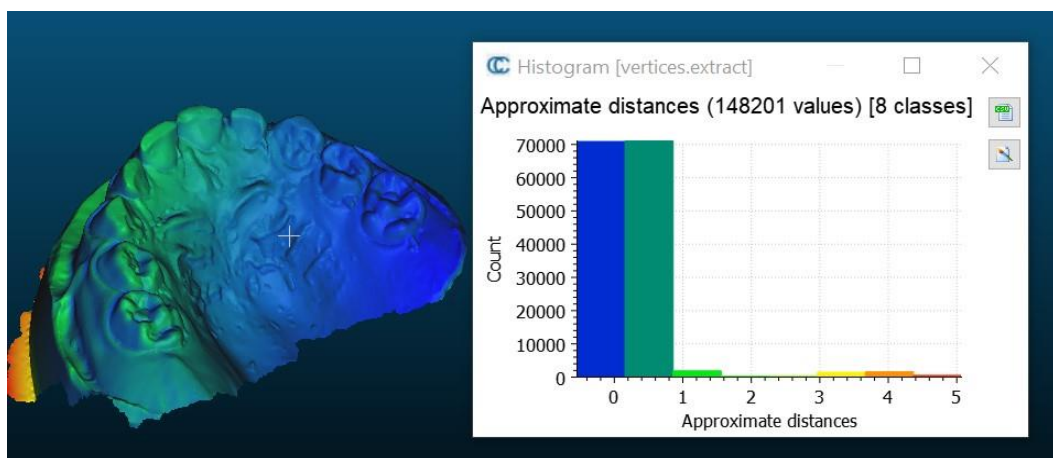 Histogram [vertices.extract]
Approximate distances (148201 values) [8 classes]
70000
60000
50000
40000
30000
20000
10000
0
Count
0 1 2 3 4 5
Approximate distances